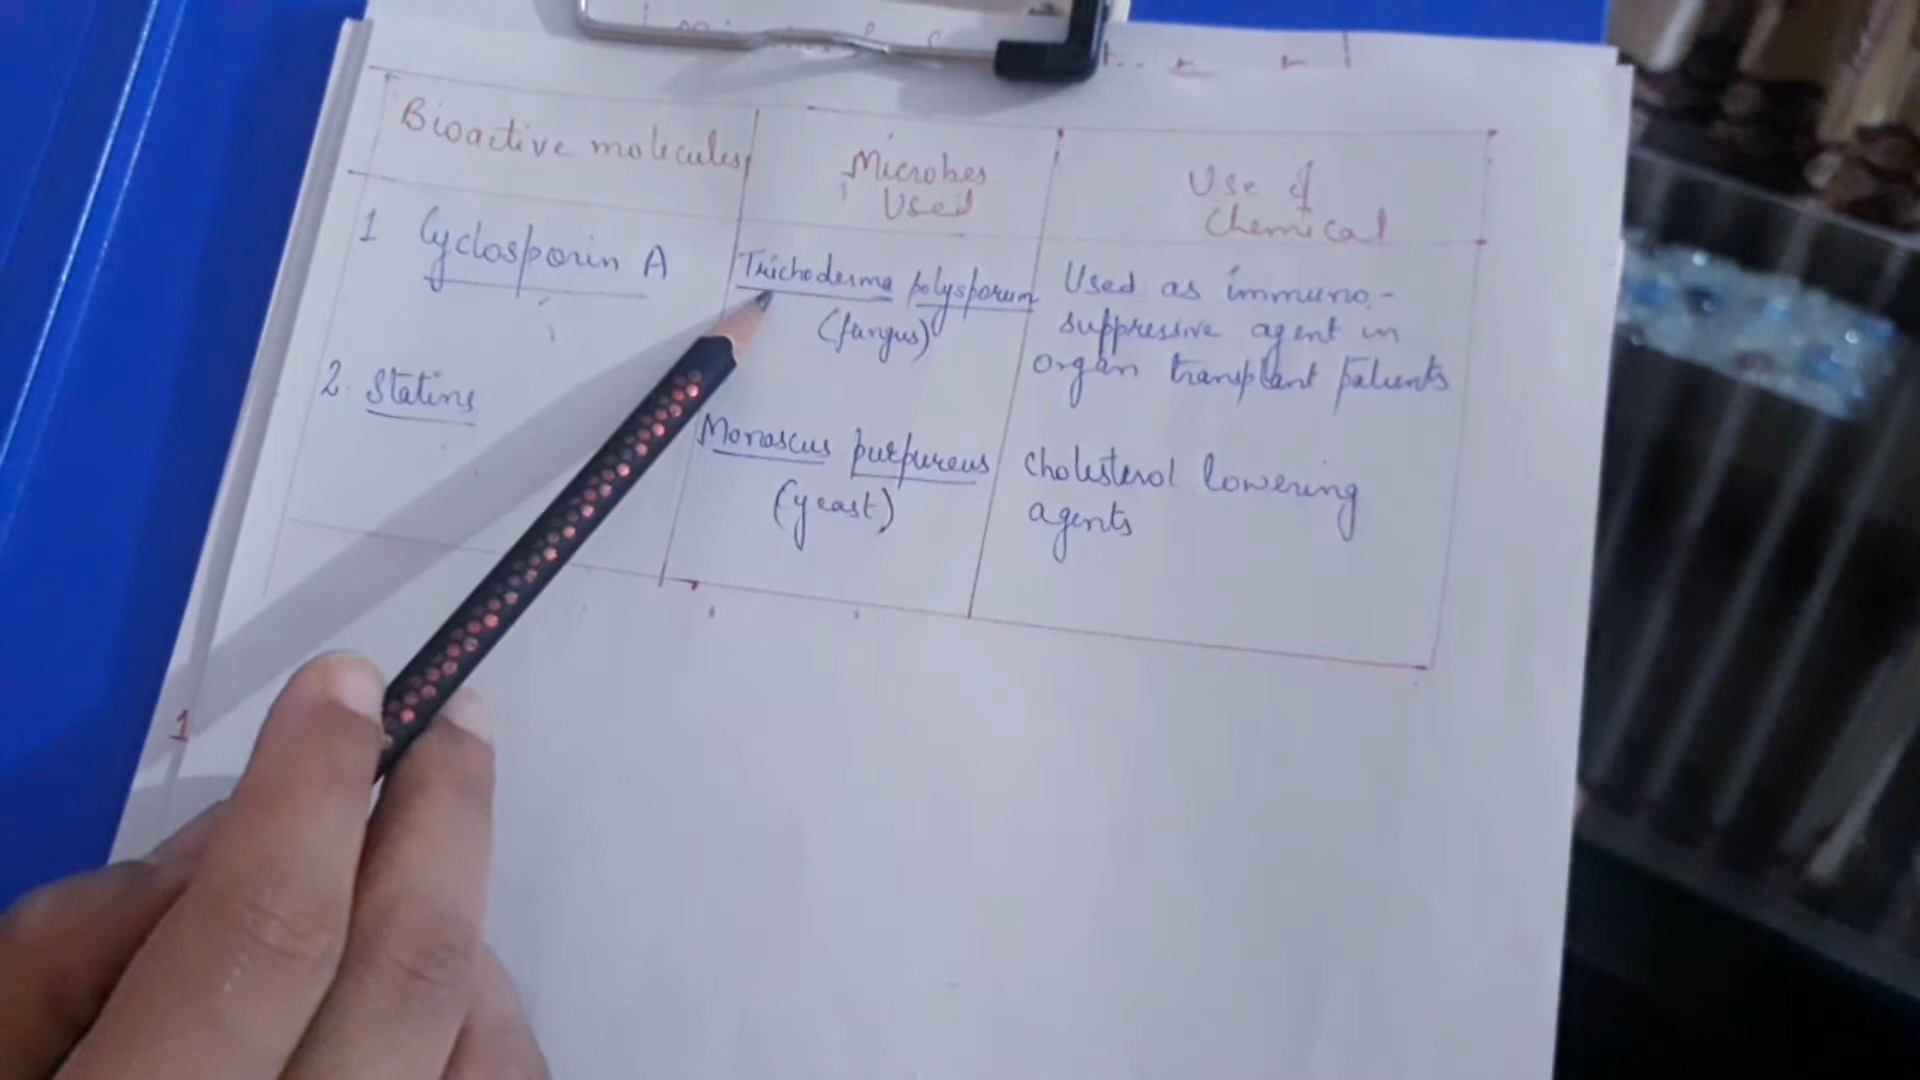 Bioactive molecules
Microbes
Used
Use of
Chemical
1 Cyclosporin A
Trichoderma polysporum
(fungus)
Used as immuno-
suppressive agent in
organ transplant patients
2. Statins
Monascus purpureus
(yeast)
cholesterol lowering
agents
1